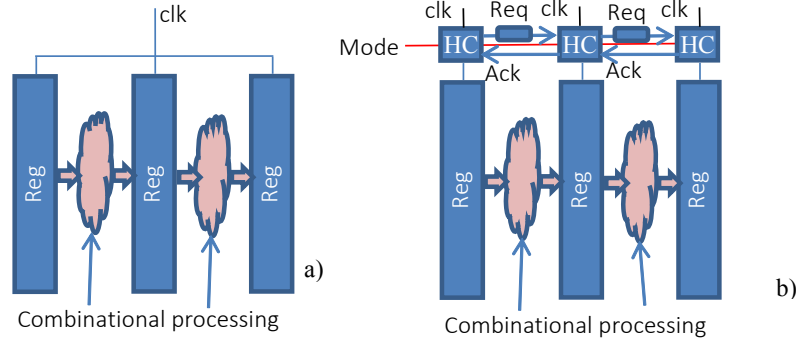 clk
Reg
Reg
Reg
a)
Combinational processing
clk Req clk Req clk
Mode HC HC HC
Ack Ack
Reg
Reg
Reg
b)
Combinational processing